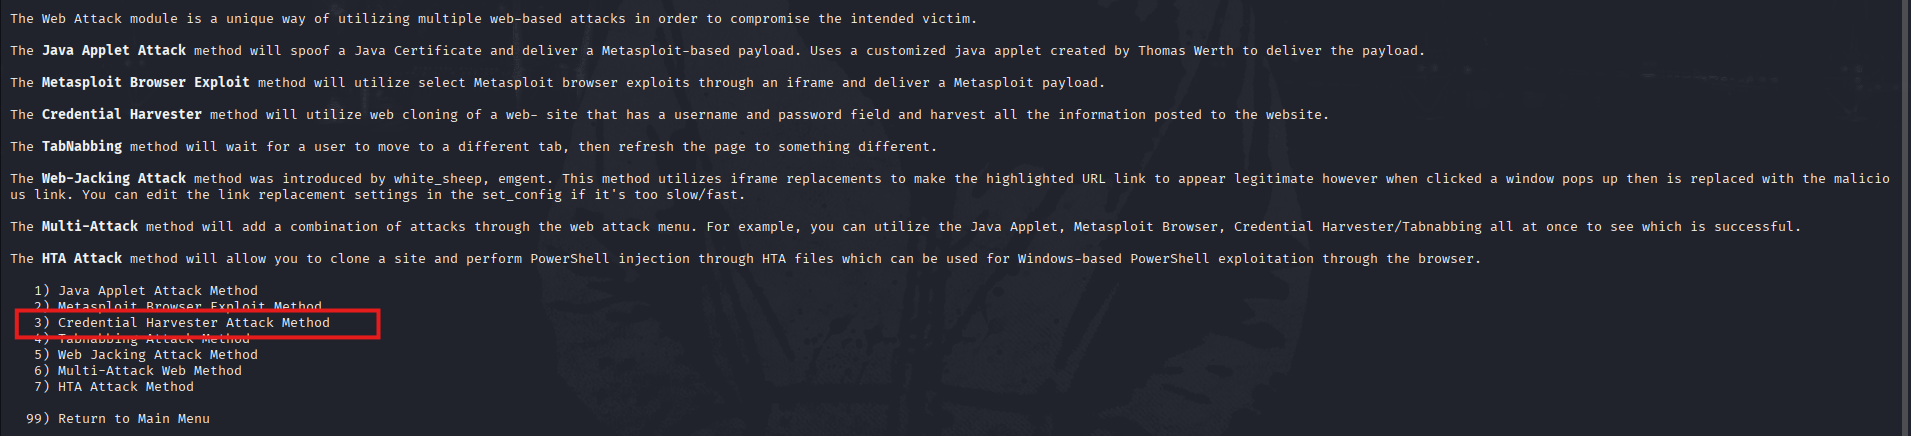 The Web Attack module is a unique way of utilizing multiple web-based attacks in order to compromise the intended victim.
The Java Applet Attack method will spoof a Java Certificate and deliver a Metasploit-based payload. Uses a customized java applet created by Thomas Werth to deliver the payload.
The Metasploit Browser Exploit method will utilize select Metasploit browser exploits through an iframe and deliver a Metasploit payload.
The Credential Harvester method will utilize web cloning of a web- site that has a username and password field and harvest all the information posted to the website.
The TabNabbing method will wait for a user to move to a different tab, then refresh the page to something different.
The Web-Jacking Attack method was introduced by white_sheep, emgent. This method utilizes iframe replacements to make the highlighted URL link to appear legitimate however when clicked a window pops up then is replaced with the malicio
us link. You can edit the link replacement settings in the set_config if it's too slow/fast.
The Multi-Attack method will add a combination of attacks through the web attack menu. For example, you can utilize the Java Applet, Metasploit Browser, Credential Harvester/Tabnabbing all at once to see which is successful.
The HTA Attack method will allow you to clone a site and perform PowerShell injection through HTA files which can be used for Windows-based PowerShell exploitation through the browser.
1) Java Applet Attack Method
2) Metasploit Browser Exploit Method
3) Credential Harvester Attack Method
4) Tabnabbing Attack Method
5) Web Jacking Attack Method
6) Multi-Attack Web Method
7) HTA Attack Method
99) Return to Main Menu